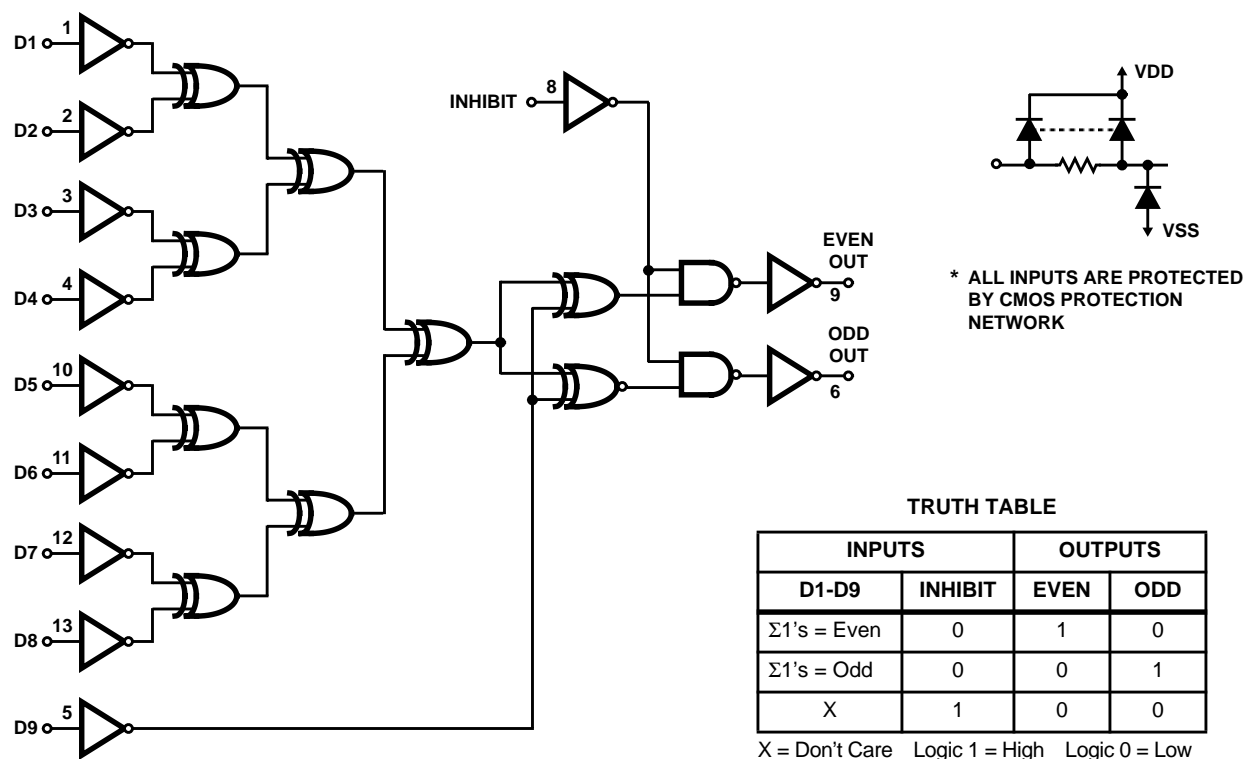 D1 1
D2 2
D3 3
D4 4
D5 10
D6 11
D7 12
D8 13
D9 5
INHIBIT 8
EVEN
OUT
9
ODD
OUT
6
VDD
VSS
* ALL INPUTS ARE PROTECTED
BY CMOS PROTECTION
NETWORK
TRUTH TABLE
INPUTS OUTPUTS
D1-D9 INHIBIT EVEN ODD
Σ1's = Even 0 1 0
Σ1's = Odd 0 0 1
X 1 0 0
X = Don't Care Logic 1 = High Logic 0 = Low